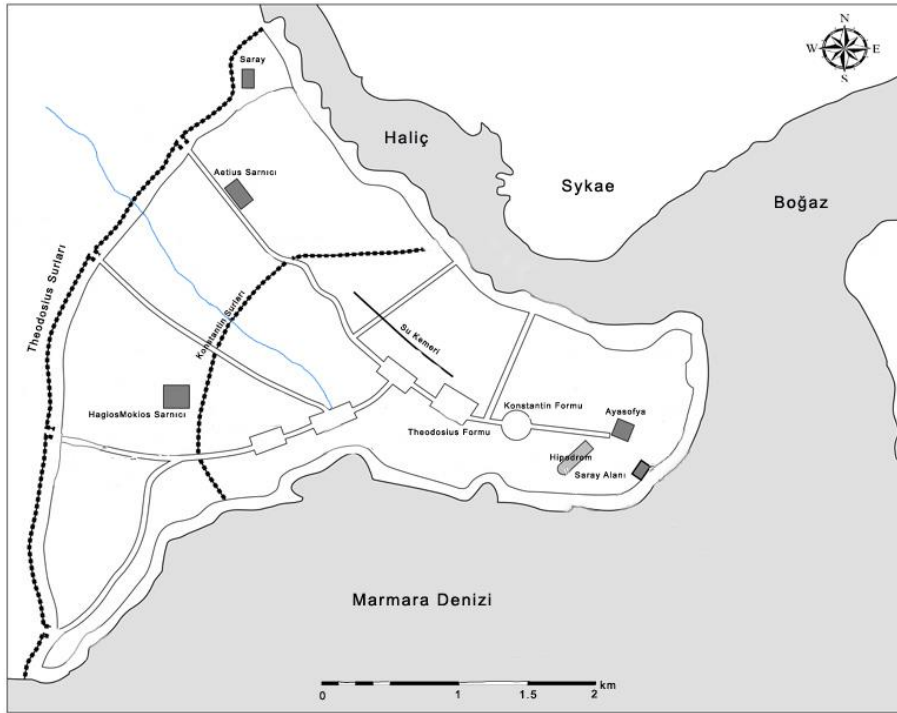 N
W E
S
Saray
Haliç
Sykae
Boğaz
Aetius Sarnıcı
Theodosius Surları
Konstantin Surları
Su Kemeri
HagiosMokios Sarnıcı
Konstantin Formu
Ayasofya
Theodosius Formu
Hipodrom
Saray Alanı
Marmara Denizi
0 1 1.5 2 km